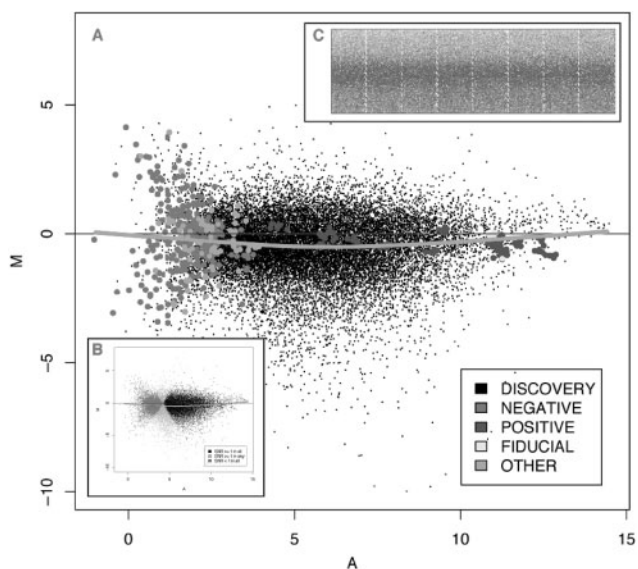 A
C
5
0
M
−5
−10
B
DISCOVERY
NEGATIVE
POSITIVE
FIDUCIAL
OTHER
0
5
10
15
A